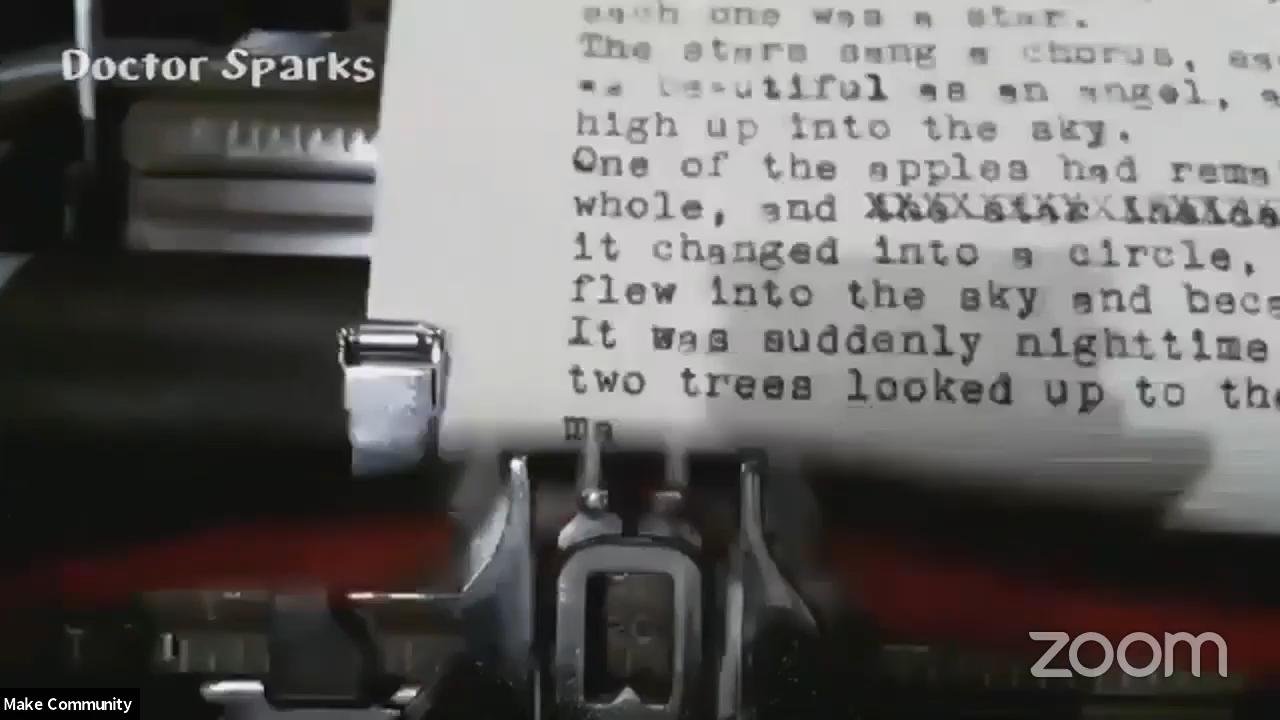 Doctor Sparks
each one was a star.
The stars sang a chorus,
as beautiful as an angel,
high up into the sky.
One of the apples had
whole, and
it changed into a circle,
flew into the sky and
It was suddenly nighttime
two trees looked up to
ma
zoom
Make Community